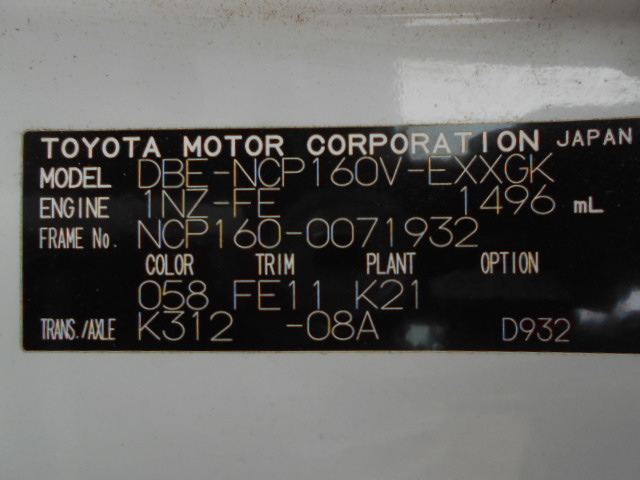 TOYOTA MOTOR CORPORATION JAPAN
MODEL DBE-NCP160V-EXXGK
ENGINE 1NZ-FE 1496 mL
FRAME No. NCP160-0071932
COLOR TRIM PLANT OPTION
058 FE11 K21
TRANS./AXLE K312 -08A D932